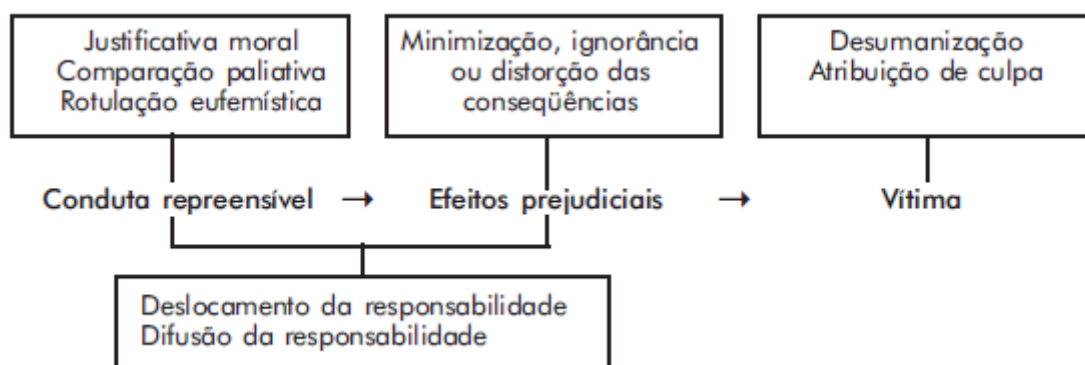 Justificativa moral
Comparação paliativa
Rotulação eufemística
Minimização, ignorância
ou distorção das
conseqüências
Desumanização
Atribuição de culpa
Conduta repreensível → Efeitos prejudiciais → Vítima
Deslocamento da responsabilidade
Difusão da responsabilidade